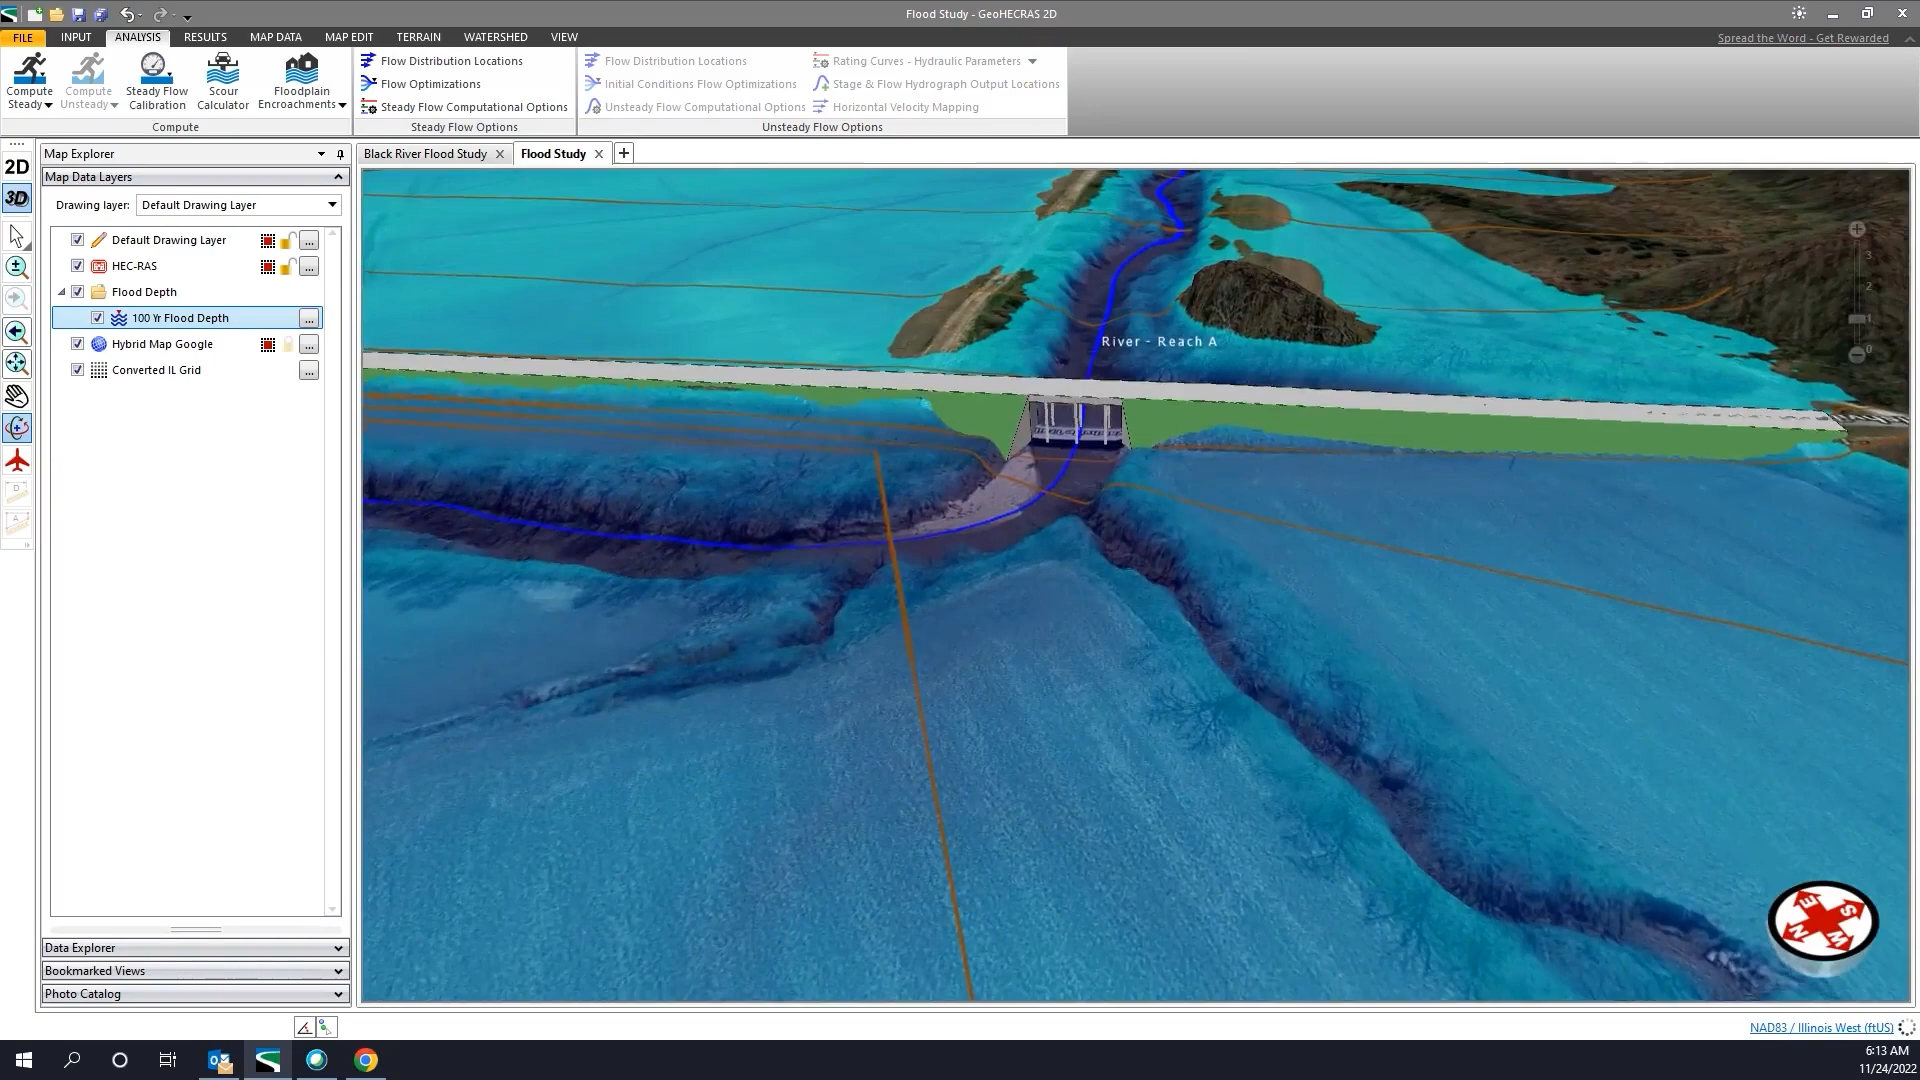 Flood Study - GeoHECRAS 2D
FILE INPUT ANALYSIS RESULTS MAP DATA MAP EDIT TERRAIN WATERSHED VIEW
Spread the Word - Get Rewarded
Compute Steady
Compute Unsteady
Steady Flow Calibration
Scour Calculator
Floodplain Encroachments
Compute
Flow Distribution Locations
Flow Optimizations
Steady Flow Computational Options
Steady Flow Options
Flow Distribution Locations
Initial Conditions Flow Optimizations
Unsteady Flow Computational Options
Rating Curves - Hydraulic Parameters
Stage & Flow Hydrograph Output Locations
Horizontal Velocity Mapping
Unsteady Flow Options
2D
3D
Map Explorer
Map Data Layers
Drawing layer: Default Drawing Layer
Default Drawing Layer ...
HEC-RAS ...
Flood Depth
100 Yr Flood Depth ...
Hybrid Map Google ...
Converted IL Grid ...
Data Explorer
Bookmarked Views
Photo Catalog
Black River Flood Study
Flood Study
River - Reach A
3
2
1
0
E
S
N
W
NAD83 / Illinois West (ftUS)
6:13 AM
11/24/2022